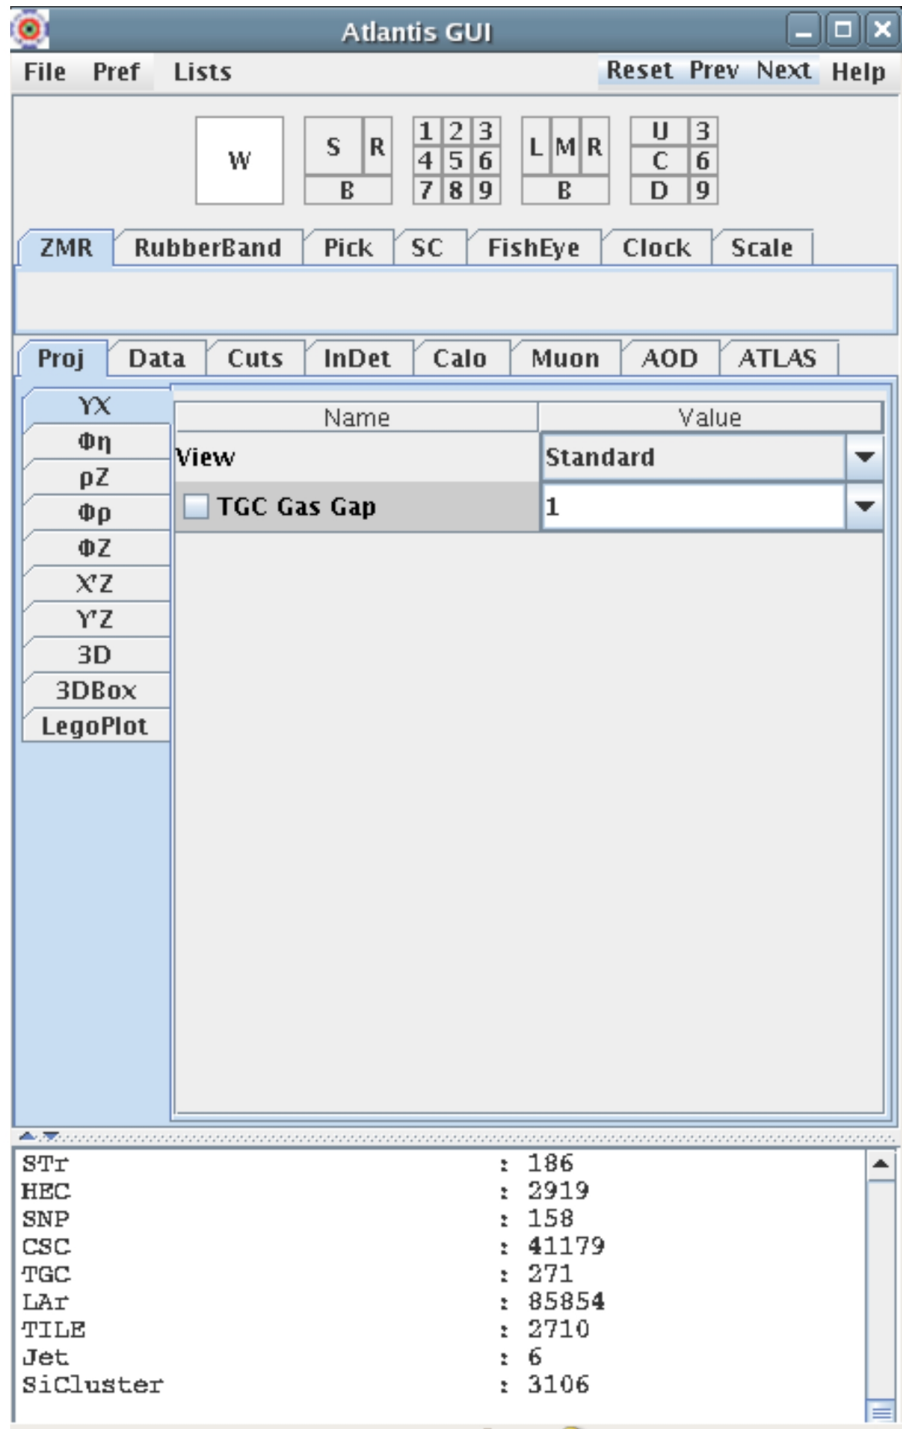 Atlantis GUI
File Pref Lists Reset Prev Next Help
W S R B 1 2 3 4 5 6 7 8 9 L M R B U 3 C 6 D 9
ZMR RubberBand Pick SC FishEye Clock Scale
Proj Data Cuts InDet Calo Muon AOD ATLAS
YX
Φη
ρZ
Φρ
ΦZ
X'Z
Y'Z
3D
3DBox
LegoPlot
Name Value
View Standard
TGC Gas Gap 1
STr : 186
HEC : 2919
SNP : 158
CSC : 41179
TGC : 271
LAr : 85854
TILE : 2710
Jet : 6
SiCluster : 3106